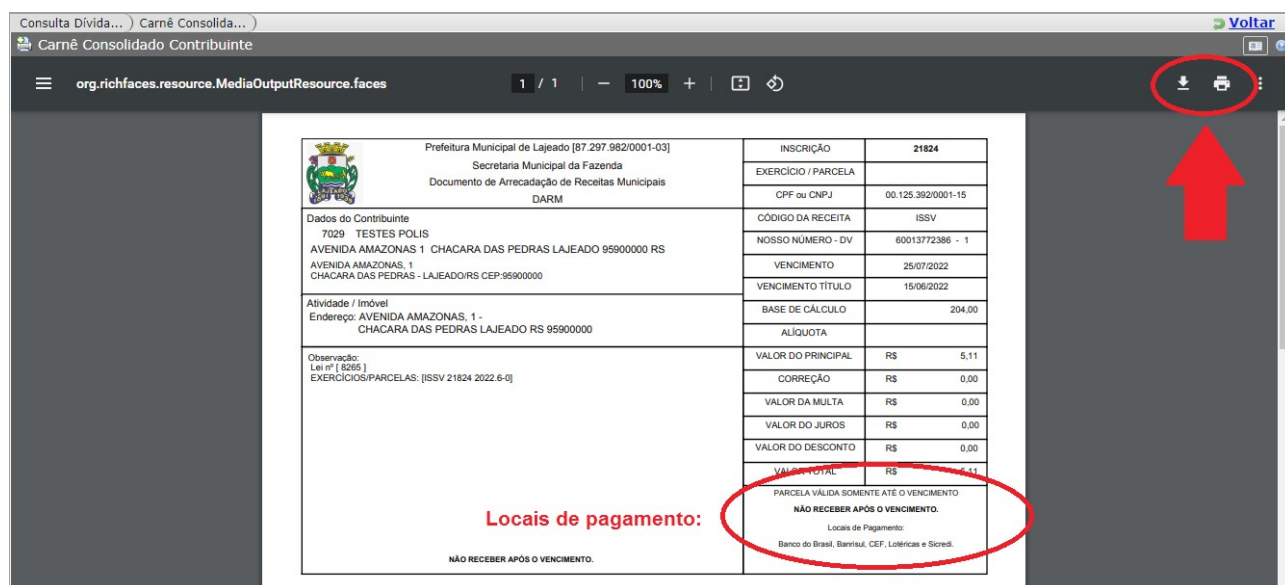 Consulta Dívida... ) Carnê Consolida... )
Voltar
Carnê Consolidado Contribuinte
org.richfaces.resource.MediaOutputResource.faces
1 / 1 | − 100% + |
Prefeitura Municipal de Lajeado [87.297.982/0001-03]
Secretaria Municipal da Fazenda
Documento de Arrecadação de Receitas Municipais
DARM
LAJEADO
INSCRIÇÃO 21824
EXERCÍCIO / PARCELA
CPF ou CNPJ 00.125.392/0001-15
Dados do Contribuinte
7029 TESTES POLIS
AVENIDA AMAZONAS 1 CHACARA DAS PEDRAS LAJEADO 95900000 RS
AVENIDA AMAZONAS, 1
CHACARA DAS PEDRAS - LAJEADO/RS CEP:95900000
CÓDIGO DA RECEITA ISSV
NOSSO NÚMERO - DV 60013772386 - 1
VENCIMENTO 25/07/2022
VENCIMENTO TÍTULO 15/06/2022
Atividade / Imóvel
Endereço: AVENIDA AMAZONAS, 1 -
CHACARA DAS PEDRAS LAJEADO RS 95900000
BASE DE CÁLCULO 204,00
ALÍQUOTA
Observação:
Lei nº [ 8265 ]
EXERCÍCIOS/PARCELAS: [ISSV 21824 2022.6-0]
VALOR DO PRINCIPAL R$ 5,11
CORREÇÃO R$ 0,00
VALOR DA MULTA R$ 0,00
VALOR DO JUROS R$ 0,00
VALOR DO DESCONTO R$ 0,00
VALOR TOTAL R$ 5,11
PARCELA VÁLIDA SOMENTE ATÉ O VENCIMENTO
NÃO RECEBER APÓS O VENCIMENTO.
Locais de Pagamento:
Banco do Brasil, Banrisul, CEF, Lotéricas e Sicredi.
Locais de pagamento:
NÃO RECEBER APÓS O VENCIMENTO.